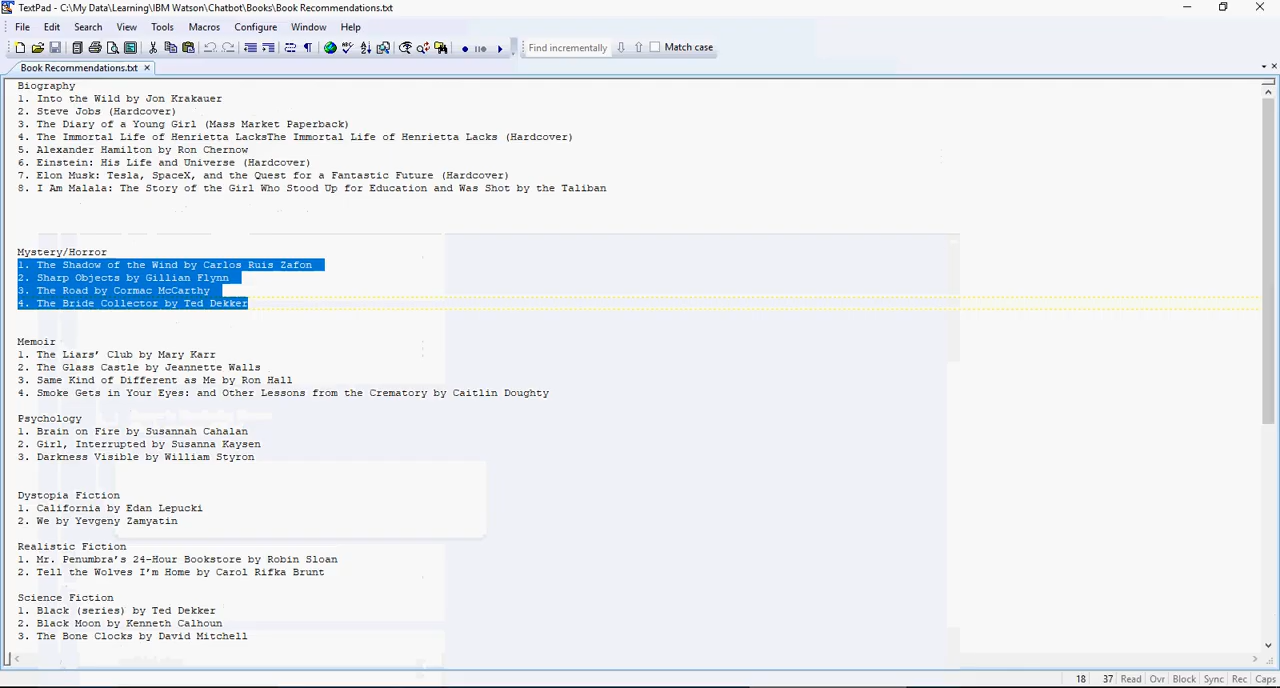 TextPad - C:\My Data\Learning\IBM Watson\Chatbot\Books\Book Recommendations.txt
File Edit Search View Tools Macros Configure Window Help
Find incrementally Match case
Book Recommendations.txt
Biography
1. Into the Wild by Jon Krakauer
2. Steve Jobs (Hardcover)
3. The Diary of a Young Girl (Mass Market Paperback)
4. The Immortal Life of Henrietta LacksThe Immortal Life of Henrietta Lacks (Hardcover)
5. Alexander Hamilton by Ron Chernow
6. Einstein: His Life and Universe (Hardcover)
7. Elon Musk: Tesla, SpaceX, and the Quest for a Fantastic Future (Hardcover)
8. I Am Malala: The Story of the Girl Who Stood Up for Education and Was Shot by the Taliban
Mystery/Horror
1. The Shadow of the Wind by Carlos Ruis Zafon
2. Sharp Objects by Gillian Flynn
3. The Road by Cormac McCarthy
4. The Bride Collector by Ted Dekker
Memoir
1. The Liars' Club by Mary Karr
2. The Glass Castle by Jeannette Walls
3. Same Kind of Different as Me by Ron Hall
4. Smoke Gets in Your Eyes: and Other Lessons from the Crematory by Caitlin Doughty
Psychology
1. Brain on Fire by Susannah Cahalan
2. Girl, Interrupted by Susanna Kaysen
3. Darkness Visible by William Styron
Dystopia Fiction
1. California by Edan Lepucki
2. We by Yevgeny Zamyatin
Realistic Fiction
1. Mr. Penumbra's 24-Hour Bookstore by Robin Sloan
2. Tell the Wolves I'm Home by Carol Rifka Brunt
Science Fiction
1. Black (series) by Ted Dekker
2. Black Moon by Kenneth Calhoun
3. The Bone Clocks by David Mitchell
18 37 Read Ovr Block Sync Rec Caps